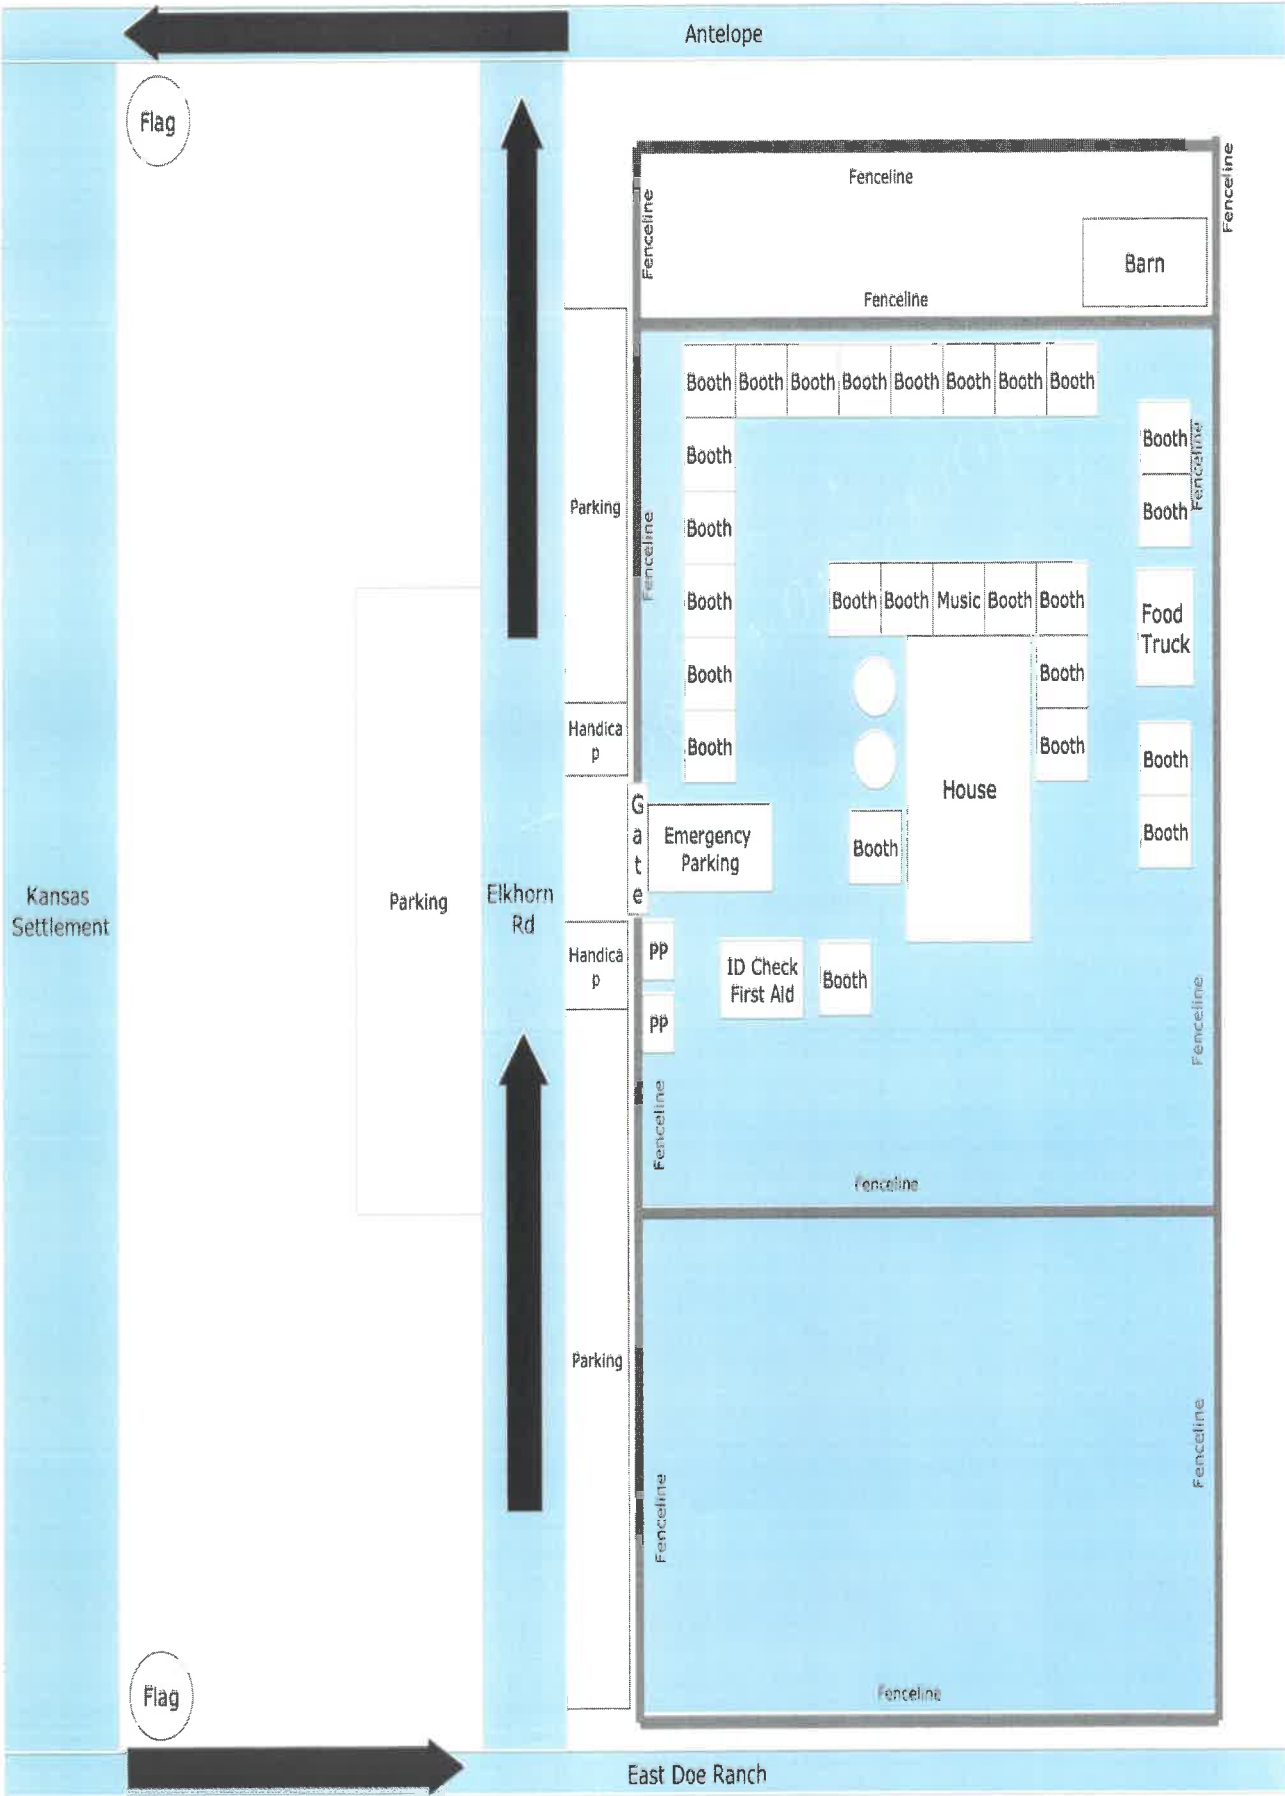 Antelope
Flag
Fenceline
Fenceline
Fenceline
Barn
Fenceline
Booth Booth Booth Booth Booth Booth Booth Booth
Booth
Booth
Fenceline
Booth
Parking
Booth
Booth
Fenceline
Booth
Booth Booth Music Booth Booth
Food
Truck
Booth
Booth
Handica
p
Booth
Booth
Booth
House
Gate
Emergency
Parking
Booth
Booth
Kansas
Settlement
Parking
Elkhorn
Rd
Handica
p
PP
ID Check
First Aid
Booth
PP
Fenceline
Fenceline
Fenceline
Parking
Fenceline
Fenceline
Flag
Fenceline
East Doe Ranch